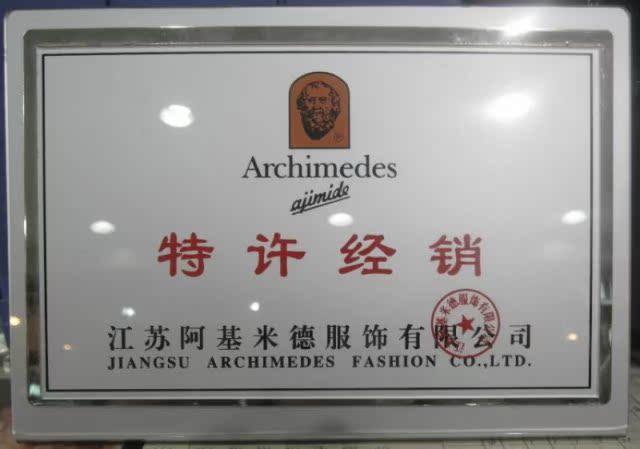 Archimedes
ajimide
特许经销
江苏阿基米德服饰有限公司
JIANGSU ARCHIMEDES FASHION CO.,LTD.